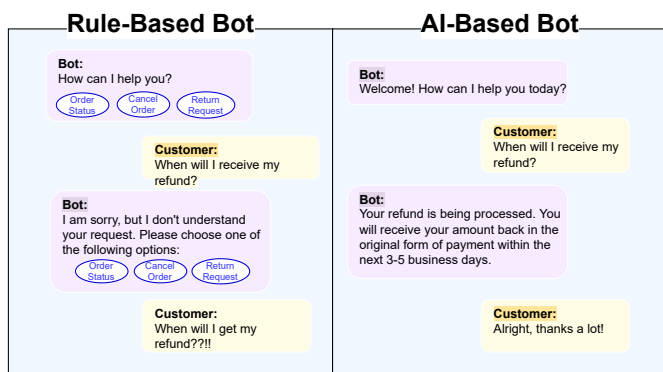 Rule-Based Bot
Bot:
How can I help you?
Order Status
Cancel Order
Return Request
Customer:
When will I receive my
refund?
Bot:
I am sorry, but I don't understand
your request. Please choose one of
the following options:
Order Status
Cancel Order
Return Request
Customer:
When will I get my
refund??!!
AI-Based Bot
Bot:
Welcome! How can I help you today?
Customer:
When will I receive my
refund?
Bot:
Your refund is being processed. You
will receive your amount back in the
original form of payment within the
next 3-5 business days.
Customer:
Alright, thanks a lot!